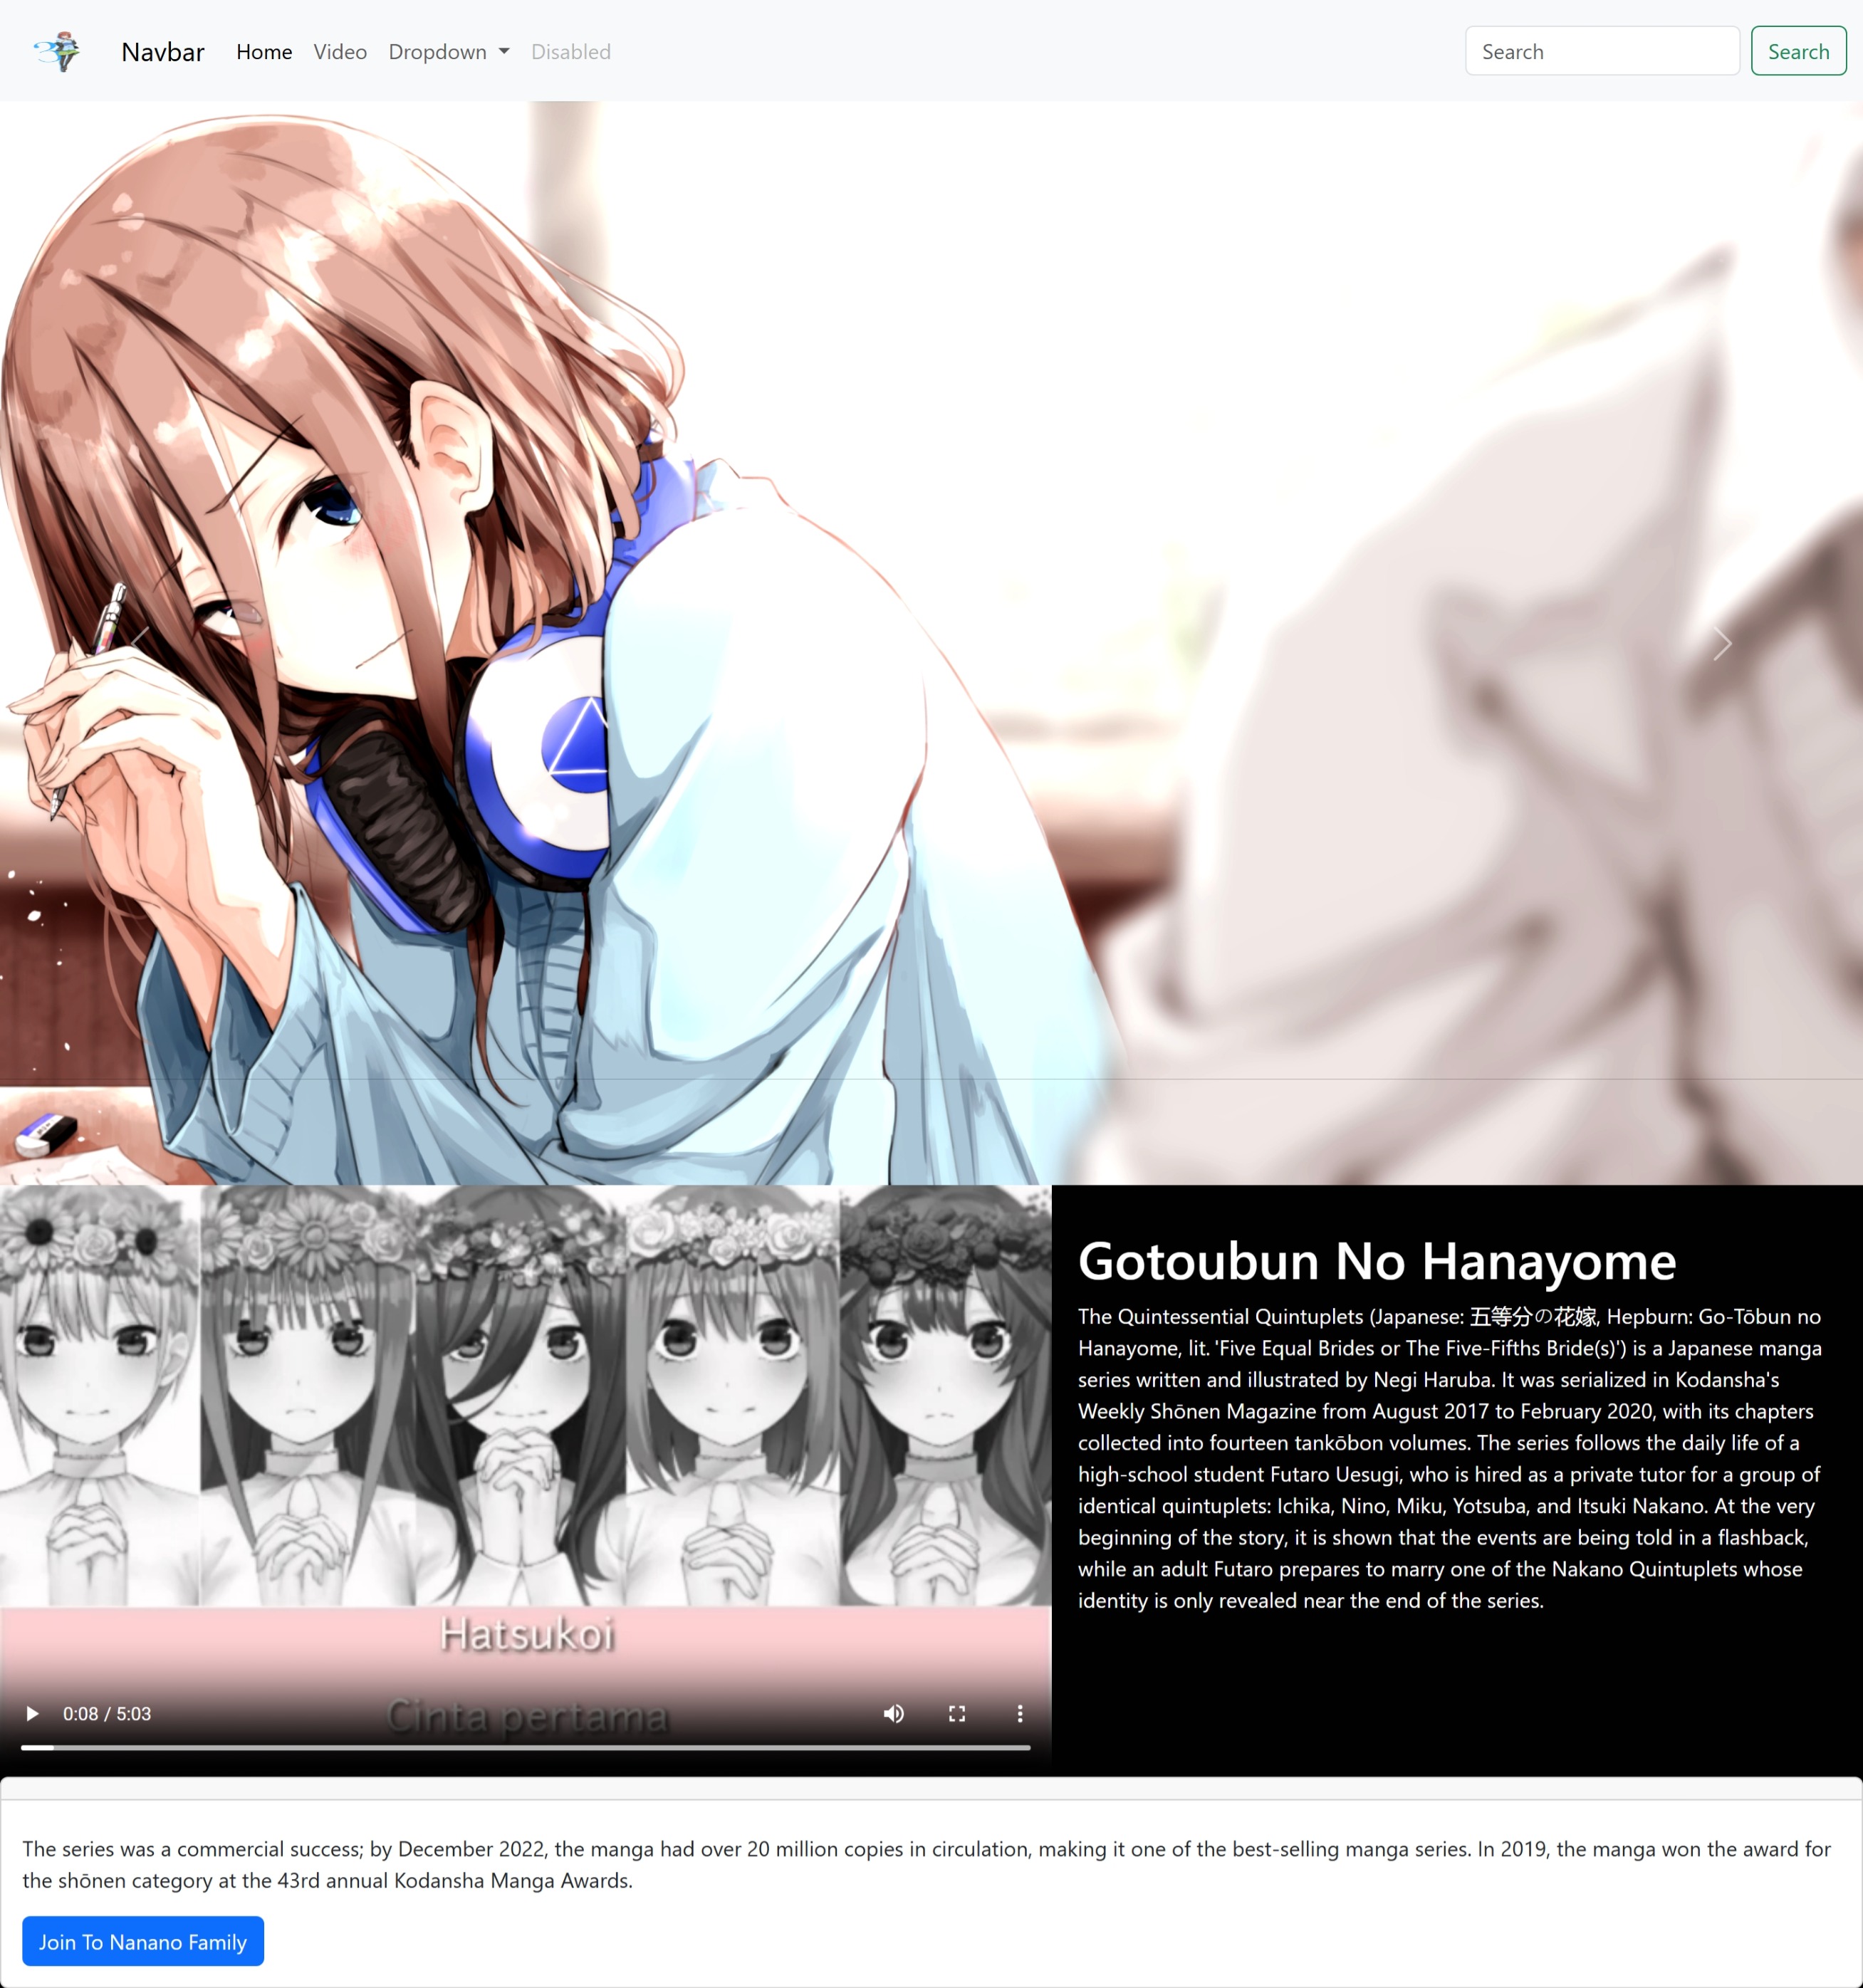 Navbar Home Video Dropdown Disabled Search Search
Hatsukoi
Cinta pertama
0:08 / 5:03
Gotoubun No Hanayome
The Quintessential Quintuplets (Japanese: 五等分の花嫁, Hepburn: Go-Tōbun no
Hanayome, lit. 'Five Equal Brides or The Five-Fifths Bride(s)') is a Japanese manga
series written and illustrated by Negi Haruba. It was serialized in Kodansha's
Weekly Shōnen Magazine from August 2017 to February 2020, with its chapters
collected into fourteen tankōbon volumes. The series follows the daily life of a
high-school student Futaro Uesugi, who is hired as a private tutor for a group of
identical quintuplets: Ichika, Nino, Miku, Yotsuba, and Itsuki Nakano. At the very
beginning of the story, it is shown that the events are being told in a flashback,
while an adult Futaro prepares to marry one of the Nakano Quintuplets whose
identity is only revealed near the end of the series.
The series was a commercial success; by December 2022, the manga had over 20 million copies in circulation, making it one of the best-selling manga series. In 2019, the manga won the award for
the shōnen category at the 43rd annual Kodansha Manga Awards.
Join To Nanano Family